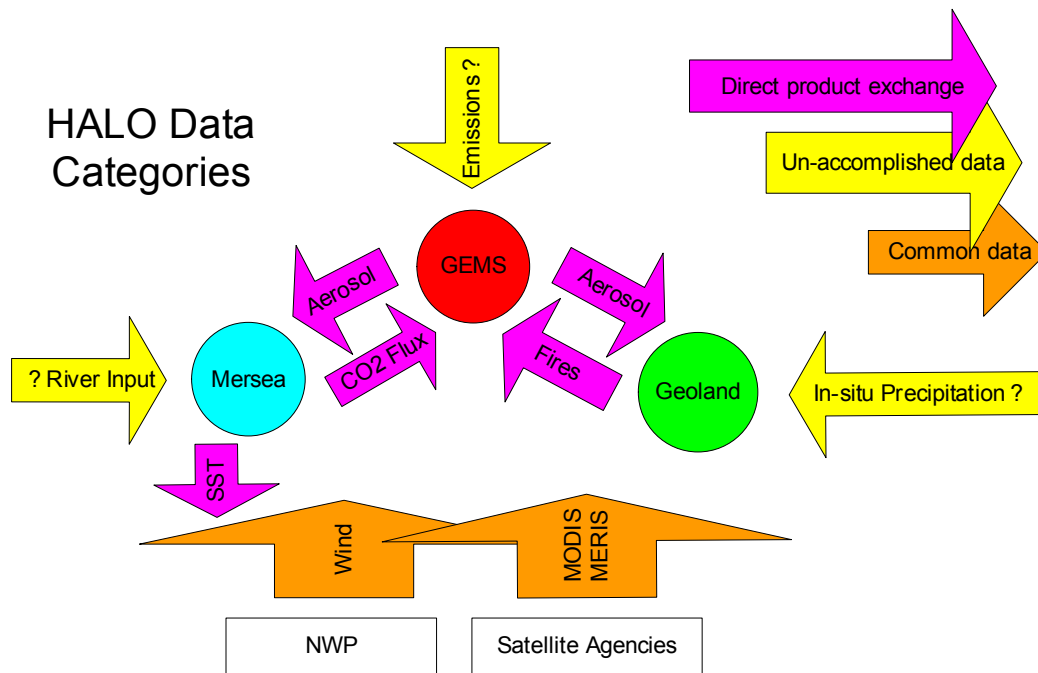 HALO Data
Categories
Emissions ?
Direct product exchange
Un-accomplished data
Common data
GEMS
Aerosol
Aerosol
CO2 Flux
Fires
? River Input
Mersea
Geoland
In-situ Precipitation ?
SST
Wind
MODIS
MERIS
NWP
Satellite Agencies